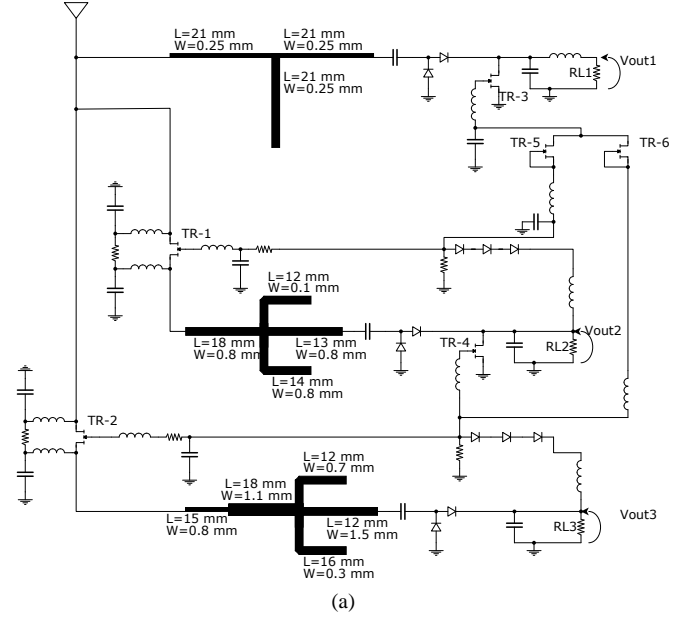 L=21 mm
W=0.25 mm
L=21 mm
W=0.25 mm
L=21 mm
W=0.25 mm
RL1
Vout1
TR-3
TR-5
TR-6
TR-1
L=12 mm
W=0.1 mm
L=18 mm
W=0.8 mm
L=13 mm
W=0.8 mm
L=14 mm
W=0.8 mm
TR-4
RL2
Vout2
TR-2
L=12 mm
W=0.7 mm
L=18 mm
W=1.1 mm
L=15 mm
W=0.8 mm
L=12 mm
W=1.5 mm
L=16 mm
W=0.3 mm
RL3
Vout3
(a)